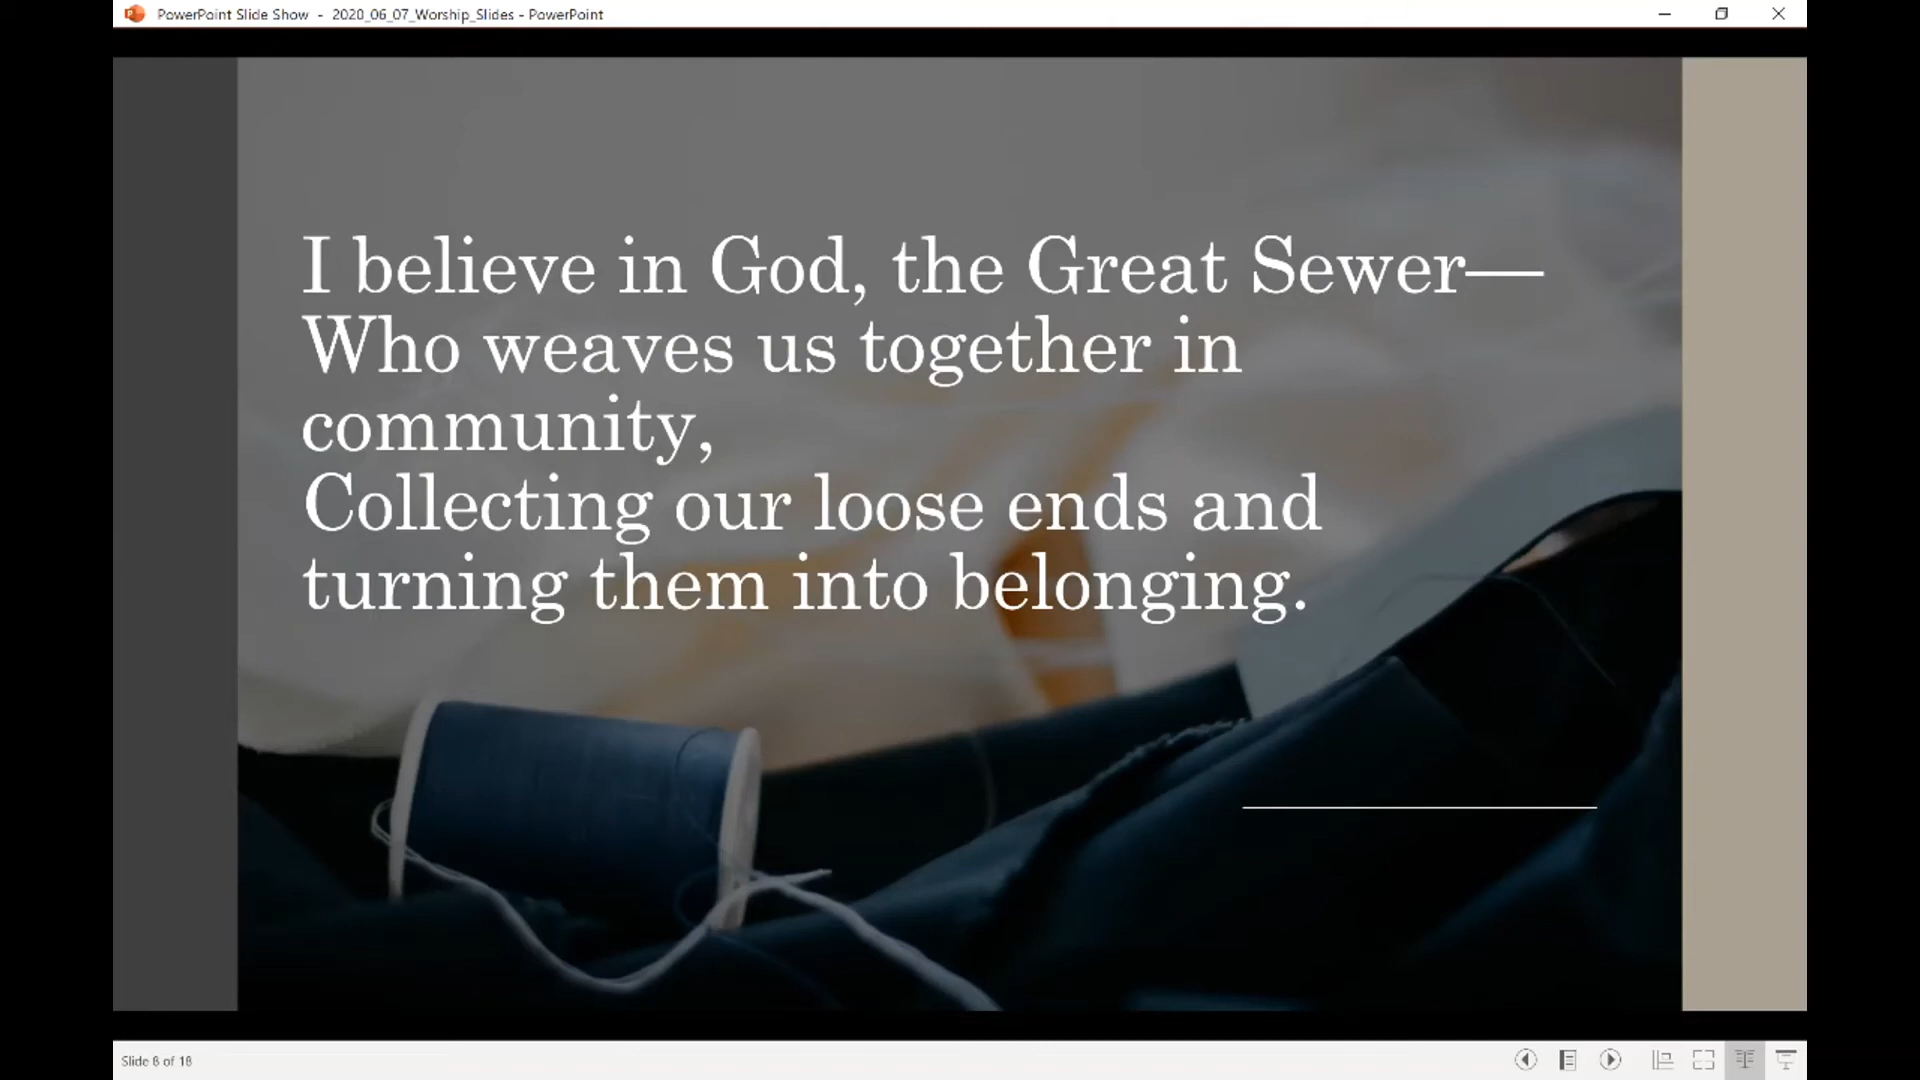 PowerPoint Slide Show - 2020_06_07_Worship_Slides - PowerPoint
I believe in God, the Great Sewer—
Who weaves us together in
community,
Collecting our loose ends and
turning them into belonging.
Slide 8 of 18